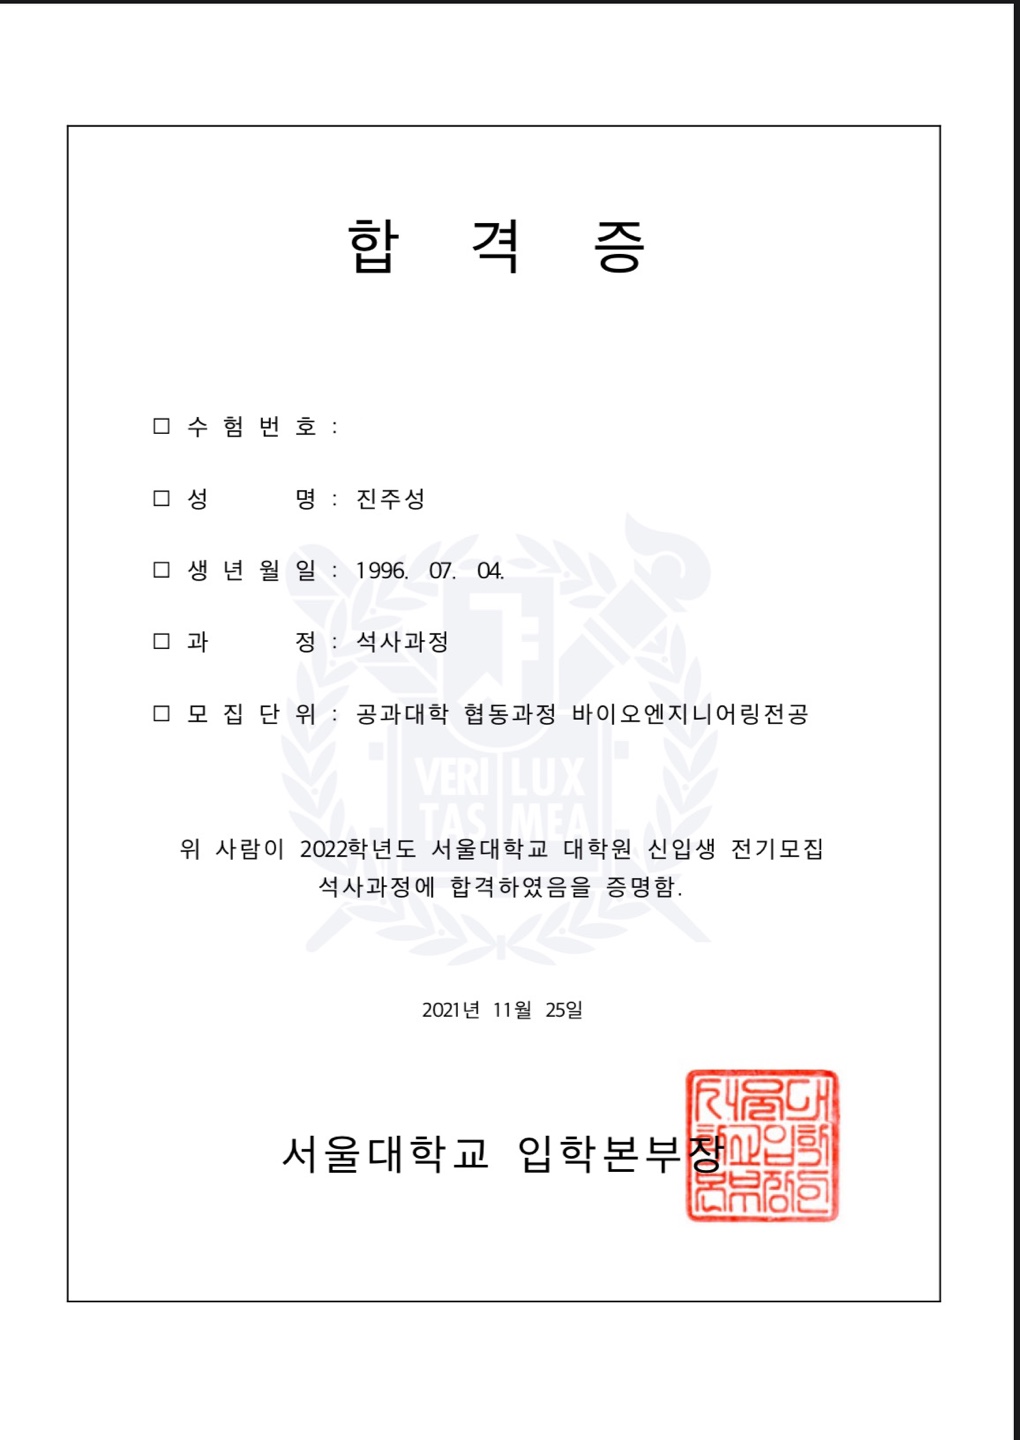 합 격 증
□ 수 험 번 호 :
□ 성 명 : 진주성
□ 생 년 월 일 : 1996. 07. 04.
□ 과 정 : 석사과정
□ 모 집 단 위 : 공과대학 협동과정 바이오엔지니어링전공
VERI LUX
TAS MEA
위 사람이 2022학년도 서울대학교 대학원 신입생 전기모집
석사과정에 합격하였음을 증명함.
2021년 11월 25일
서울대학교 입학본부장
서울대
학교입학
본부장인